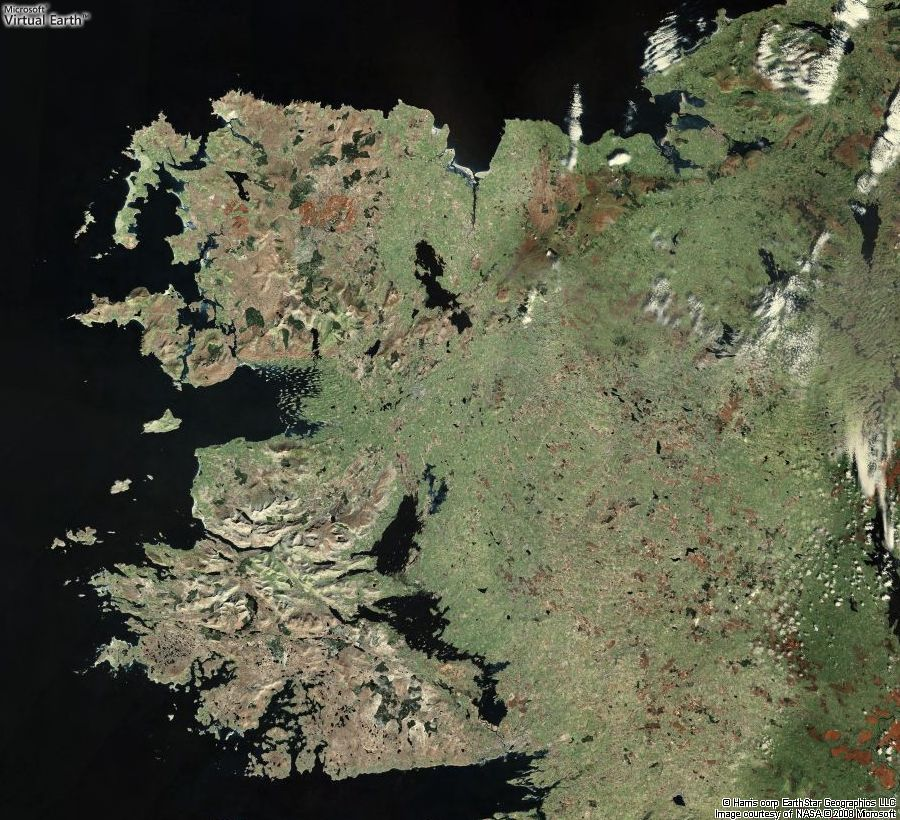 Microsoft
Virtual Earth™
© Harris corp EarthStar Geographics LLC
Image courtesy of NASA © 2008 Microsoft